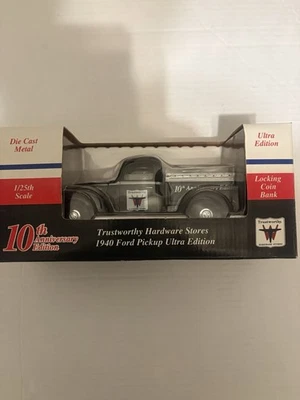 Die Cast
Metal
1/25th
Scale
10th
Anniversary
Edition
10th
Trustworthy Hardware Stores
1940 Ford Pickup Ultra Edition
Ultra
Edition
Locking
Coin
Bank
Trustworthy